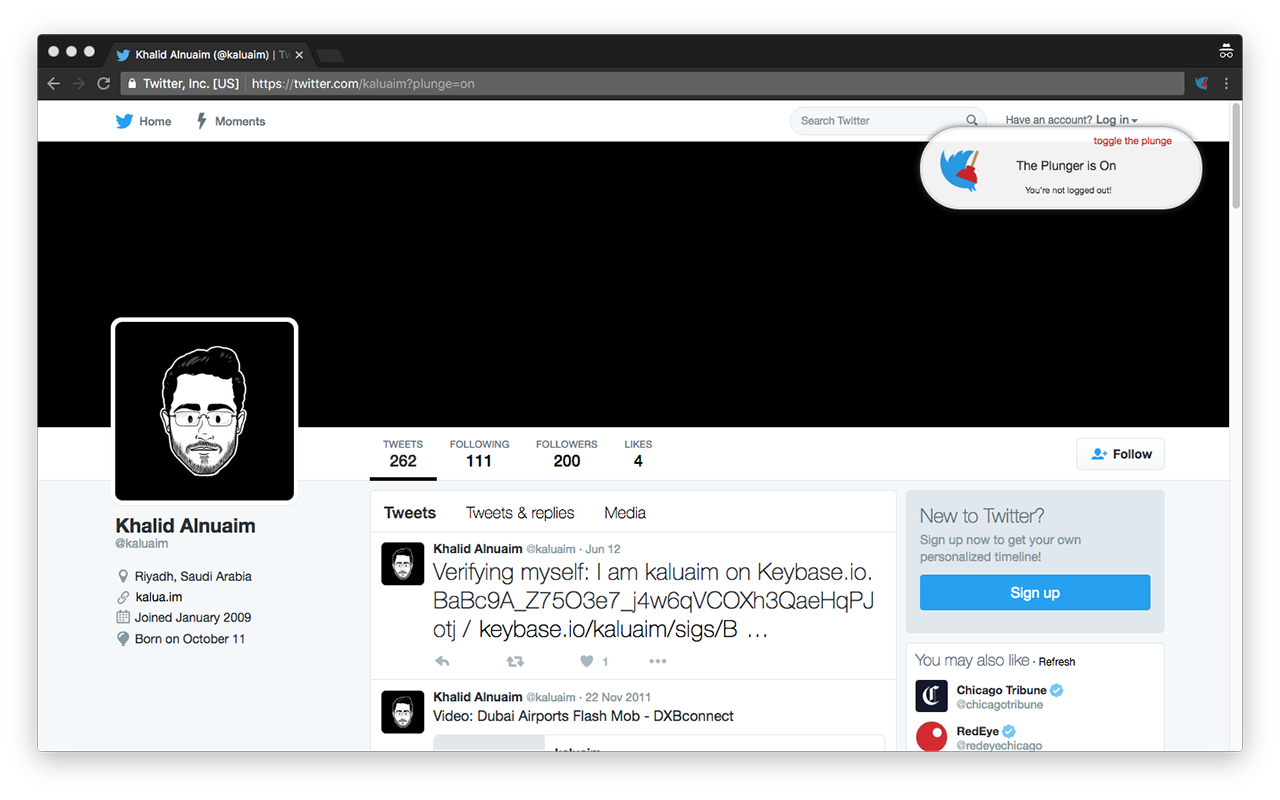 Khalid Alnuaim (@kaluaim) | Tw
Twitter, Inc. [US] https://twitter.com/kaluaim?plunge=on
Home Moments Search Twitter Have an account? Log in
toggle the plunge
The Plunger is On
You're not logged out!
TWEETS FOLLOWING FOLLOWERS LIKES
262 111 200 4
Follow
Khalid Alnuaim
@kaluaim
Riyadh, Saudi Arabia
kalua.im
Joined January 2009
Born on October 11
Tweets Tweets & replies Media
Khalid Alnuaim @kaluaim · Jun 12
Verifying myself: I am kaluaim on Keybase.io.
BaBc9A_Z75O3e7_j4w6qVCOXh3QaeHqPJ
otj / keybase.io/kaluaim/sigs/B …
1
Khalid Alnuaim @kaluaim · 22 Nov 2011
Video: Dubai Airports Flash Mob - DXBconnect
kaluaim
New to Twitter?
Sign up now to get your own
personalized timeline!
Sign up
You may also like · Refresh
Chicago Tribune
@chicagotribune
RedEye
@redeyechicago